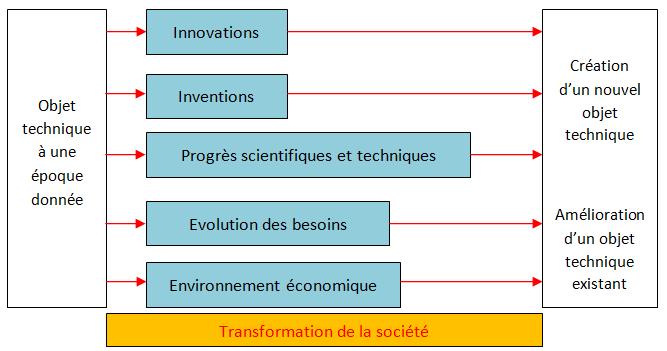 Objet
technique
à une
époque
donnée
Innovations
Inventions
Progrès scientifiques et techniques
Evolution des besoins
Environnement économique
Création
d'un nouvel
objet
technique
Amélioration
d'un objet
technique
existant
Transformation de la société